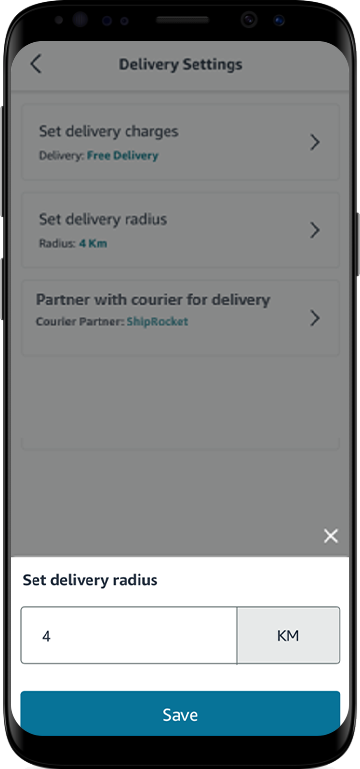 Delivery Settings
Set delivery charges
Delivery: Free Delivery
Set delivery radius
Radius: 4 Km
Partner with courier for delivery
Courier Partner: ShipRocket
Set delivery radius
4 KM
Save